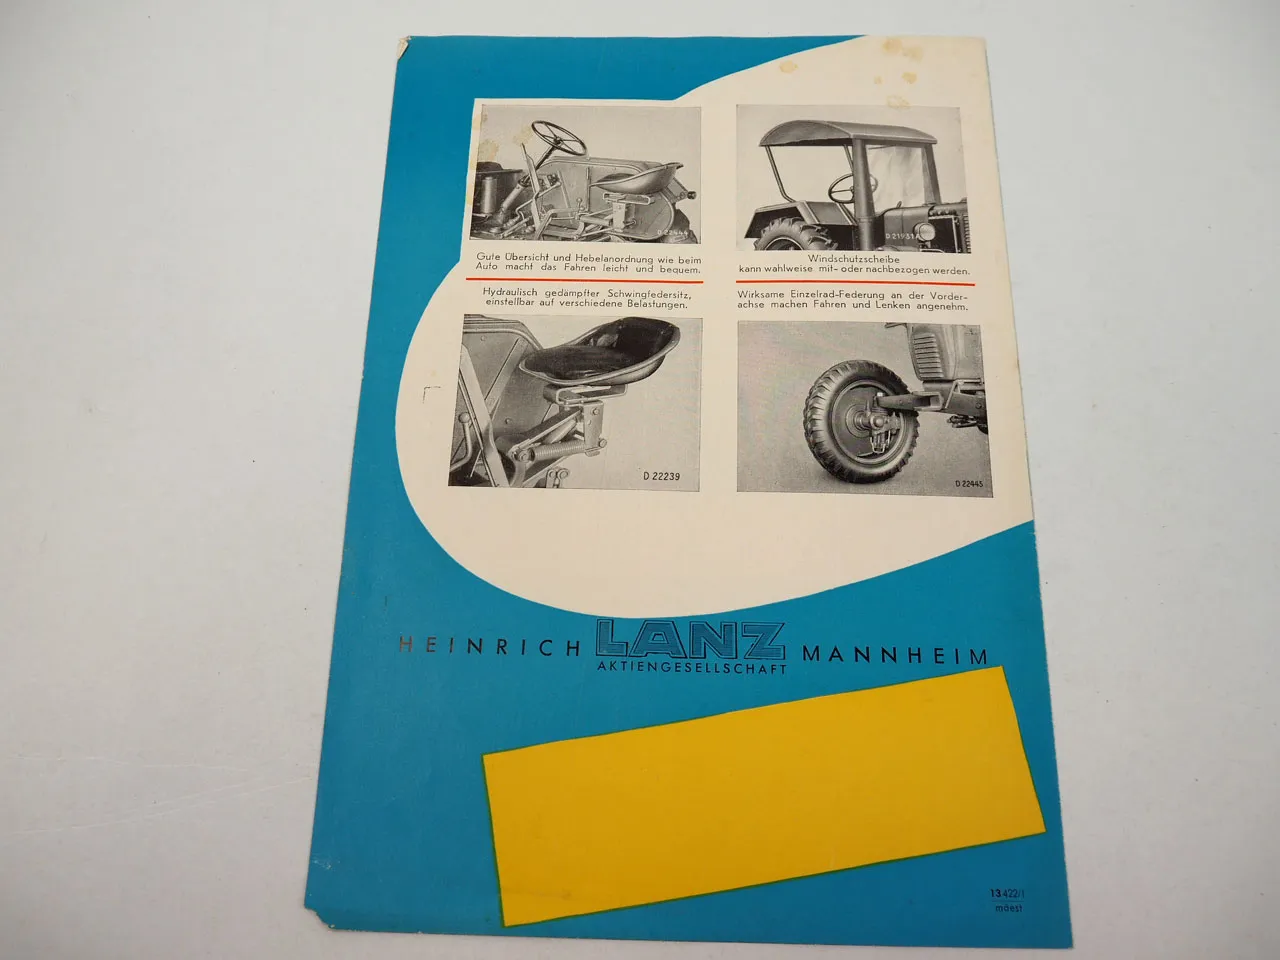 D 22444
D 21931A
Gute Übersicht und Hebelanordnung wie beim
Auto macht das Fahren leicht und bequem.
Windschutzscheibe
kann wahlweise mit- oder nachbezogen werden.
Hydraulisch gedämpfter Schwingfedersitz,
einstellbar auf verschiedene Belastungen.
Wirksame Einzelrad-Federung an der Vorder-
achse machen Fahren und Lenken angenehm.
D 22239
D 22445
HEINRICH LANZ MANNHEIM
AKTIENGESELLSCHAFT
13.422/1
mäest